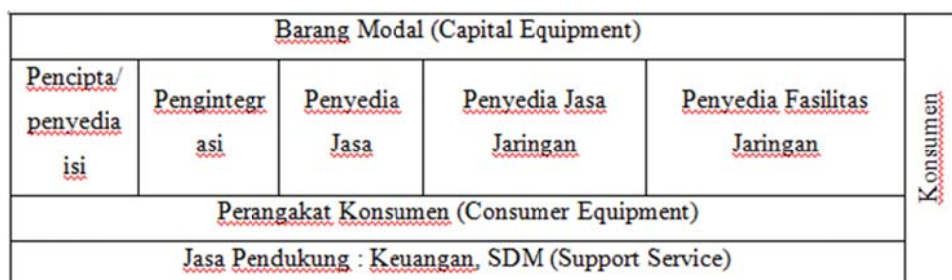 Barang Modal (Capital Equipment)
Pencipta/
penyedia
isi
Pengintegr
asi
Penyedia
Jasa
Penyedia Jasa
Jaringan
Penyedia Fasilitas
Jaringan
Konsumen
Perangakat Konsumen (Consumer Equipment)
Jasa Pendukung : Keuangan, SDM (Support Service)